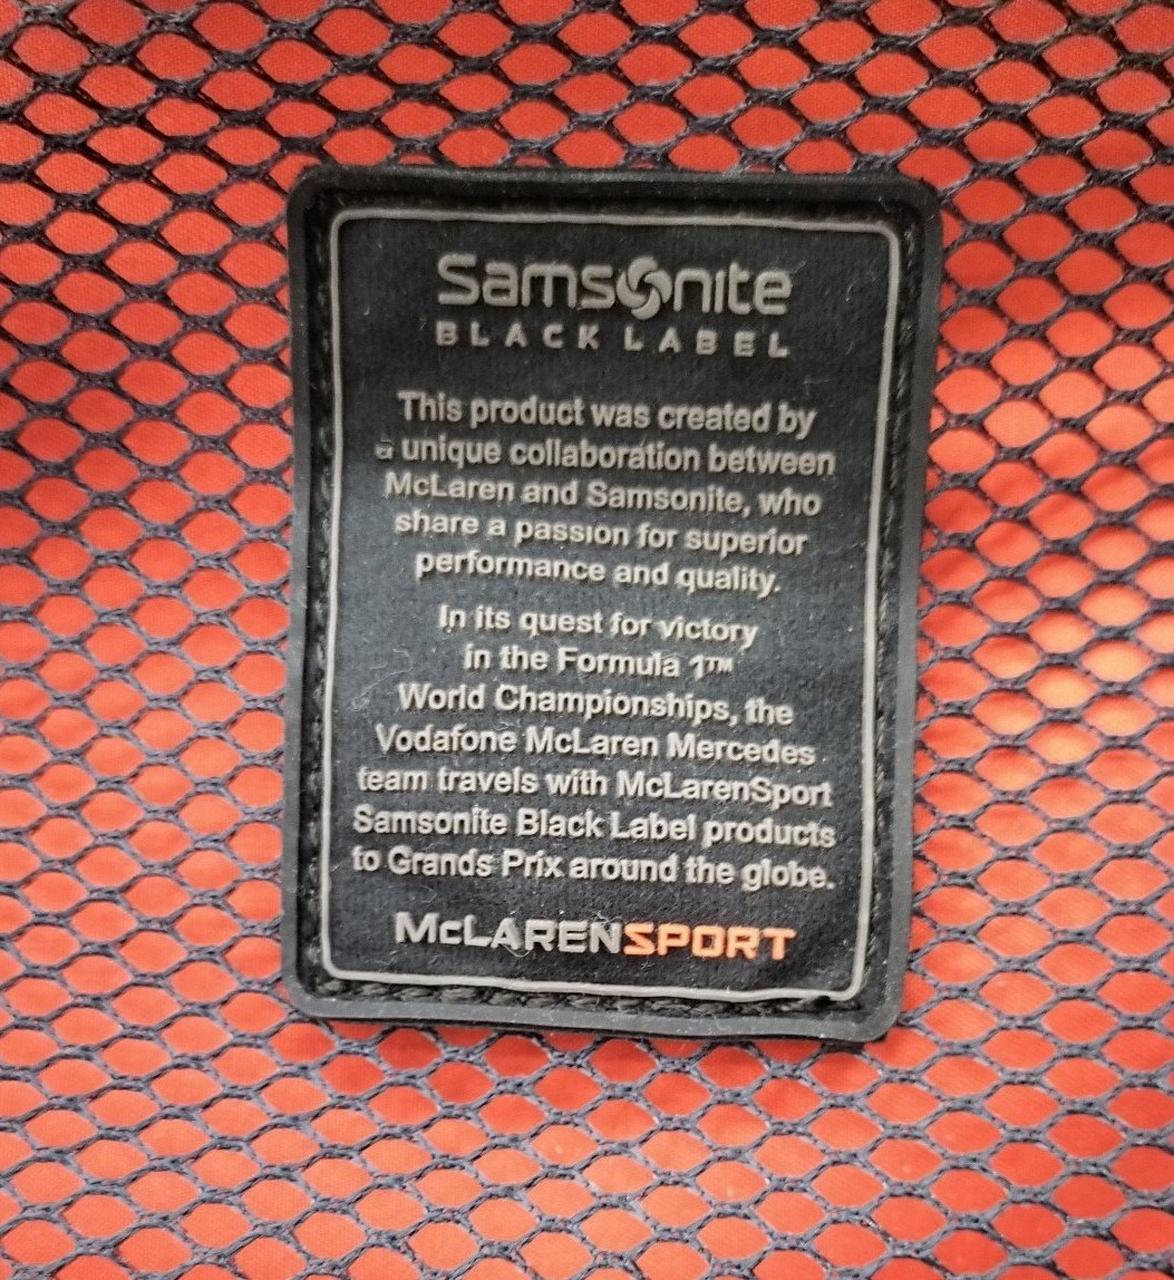 Samsonite
BLACK LABEL
This product was created by
a unique collaboration between
McLaren and Samsonite, who
share a passion for superior
performance and quality.
In its quest for victory
in the Formula 1™
World Championships, the
Vodafone McLaren Mercedes
team travels with McLarenSport
Samsonite Black Label products
to Grands Prix around the globe.
McLARENSPORT